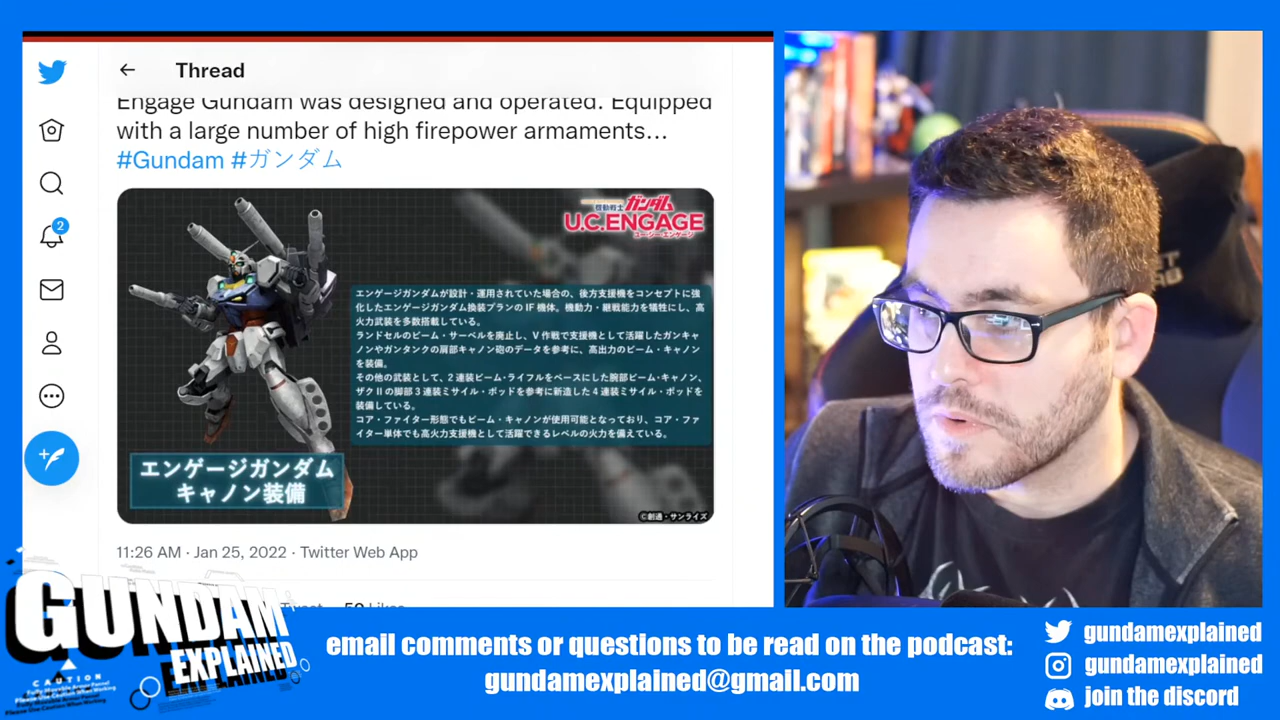 Thread
Engage Gundam was designed and operated. Equipped
with a large number of high firepower armaments...
#Gundam #ガンダム
2
機動戦士ガンダム
U.C.ENGAGE
ユーシー・エンゲージ
エンゲージガンダムが設計・運用されていた場合の、後方支援機をコンセプトに強
化したエンゲージガンダム換装プランのIF機体。機動力・継戦能力を犠牲にし、高
火力武装を多数搭載している。
ランドセルのビーム・サーベルを廃止し、V作戦で支援機として活躍したガンキャ
ノンやガンタンクの肩部キャノン砲のデータを参考に、高出力のビーム・キャノン
を装備。
その他の武装として、2連装ビーム・ライフルをベースにした腕部ビーム・キャノン、
ザクIIの脚部3連装ミサイル・ポッドを参考に新造した4連装ミサイル・ポッドを
装備している。
コア・ファイター形態でもビーム・キャノンが使用可能となっており、コア・ファ
イター単体でも高火力支援機として活躍できるレベルの火力を備えている。
エンゲージガンダム
キャノン装備
©創通・サンライズ
11:26 AM · Jan 25, 2022 · Twitter Web App
Tweet 50 Likes
GUNDAM
EXPLAINED
CAUTION
email comments or questions to be read on the podcast:
gundamexplained@gmail.com
gundamexplained
gundamexplained
join the discord